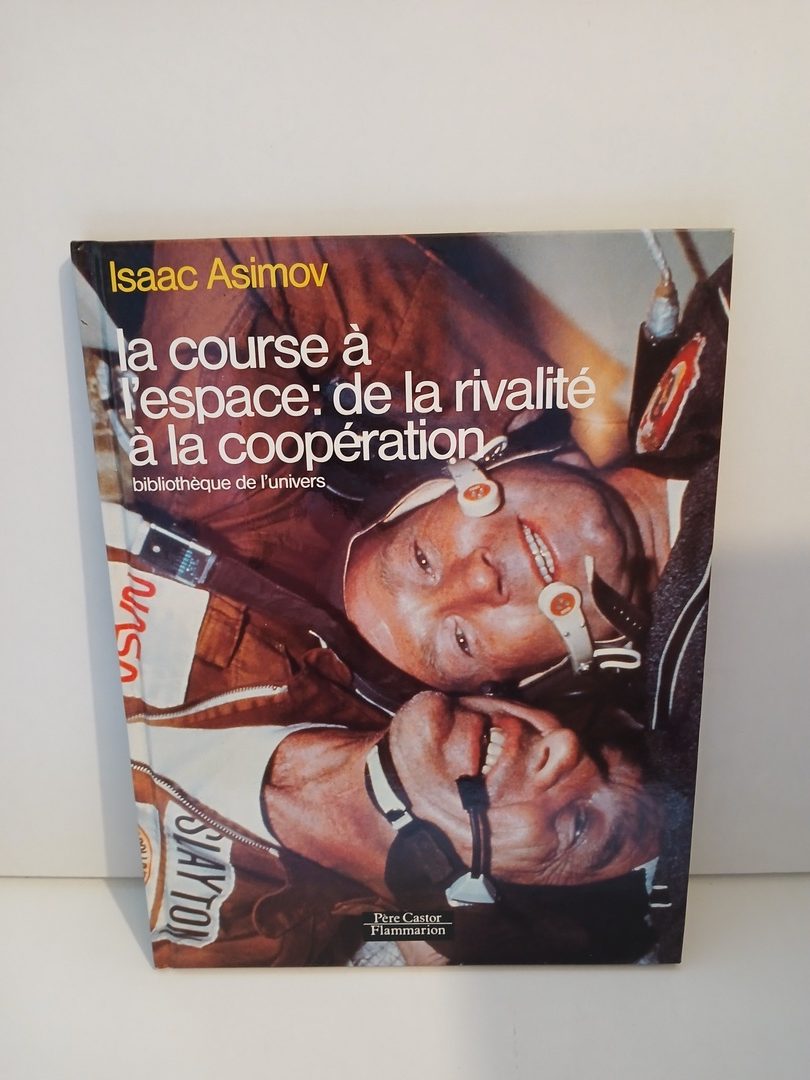 Isaac Asimov
la course à
l'espace: de la rivalité
à la coopération
bibliothèque de l'univers
NASA
SLAYTON
Père Castor
Flammarion